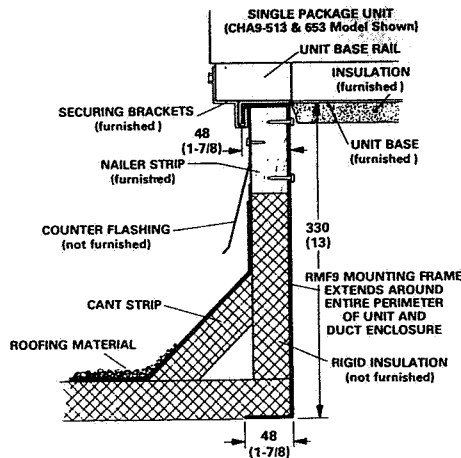 SINGLE PACKAGE UNIT
(CHA9-513 & 653 Model Shown)
UNIT BASE RAIL
INSULATION
(furnished)
SECURING BRACKETS
(furnished )
48
(1-7/8)
UNIT BASE
(furnished )
NAILER STRIP
(furnished)
COUNTER FLASHING
(not furnished)
330
(13)
RMF9 MOUNTING FRAME
EXTENDS AROUND
ENTIRE PERIMETER
OF UNIT AND
DUCT ENCLOSURE
CANT STRIP
ROOFING MATERIAL
RIGID INSULATION
(not furnished)
48
(1-7/8)